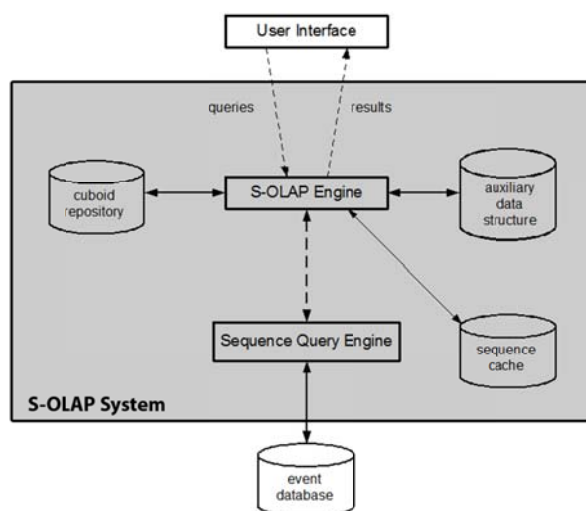 User Interface
queries
results
cuboid
repository
S-OLAP Engine
auxiliary
data
structure
Sequence Query Engine
sequence
cache
S-OLAP System
event
database